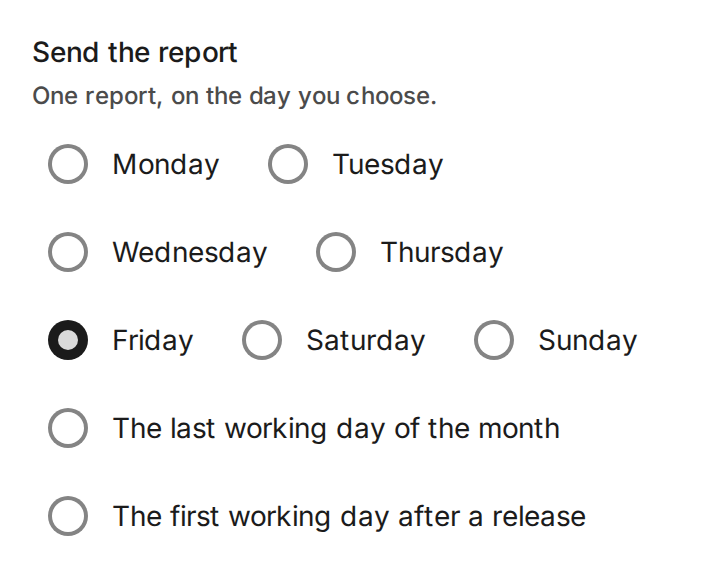 Send the report
One report, on the day you choose.
Monday Tuesday
Wednesday Thursday
Friday Saturday Sunday
The last working day of the month
The first working day after a release